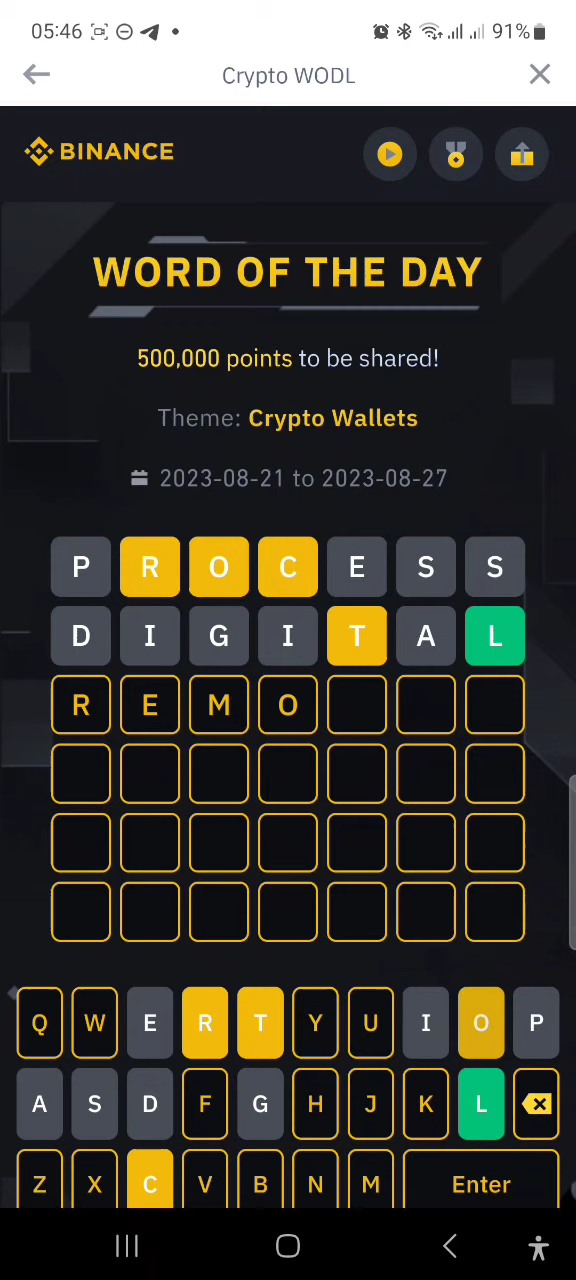 05:46 91%
Crypto WODL
BINANCE
WORD OF THE DAY
500,000 points to be shared!
Theme: Crypto Wallets
2023-08-21 to 2023-08-27
P R O C E S S
D I G I T A L
R E M O
Q W E R T Y U I O P
A S D F G H J K L
Z X C V B N M Enter